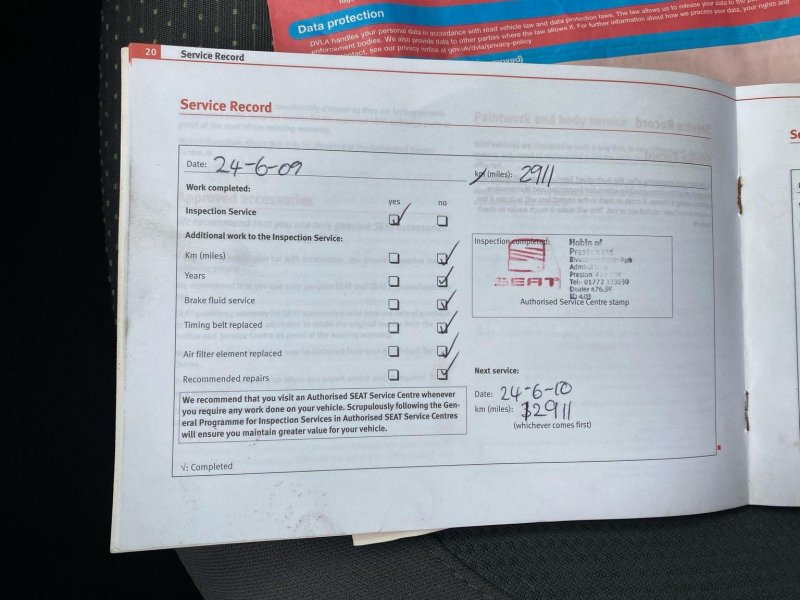 Data protection
DVLA handles your personal data in accordance with road vehicle law and data protection laws. The law allows us to release your data to the
enforcement bodies. We also provide data to other parties where the law allows it. For further information about how we process your data, your rights and
contact, see our privacy notice at gov.uk/dvla/privacy-policy
20 Service Record
Service Record
Date: 24-6-09
km (miles): 2911
Work completed:
yes no
Inspection Service
Additional work to the Inspection Service:
Km (miles)
Years
Brake fluid service
Timing belt replaced
Air filter element replaced
Recommended repairs
Inspection completed:
SEAT
Preston Ltd
Preston
Tel: 01772
Authorised Service Centre stamp
We recommend that you visit an Authorised SEAT Service Centre whenever
you require any work done on your vehicle. Scrupulously following the Gen-
eral Programme for Inspection Services in Authorised SEAT Service Centres
will ensure you maintain greater value for your vehicle.
Next service:
Date: 24-6-10
km (miles): 2911
(whichever comes first)
√: Completed